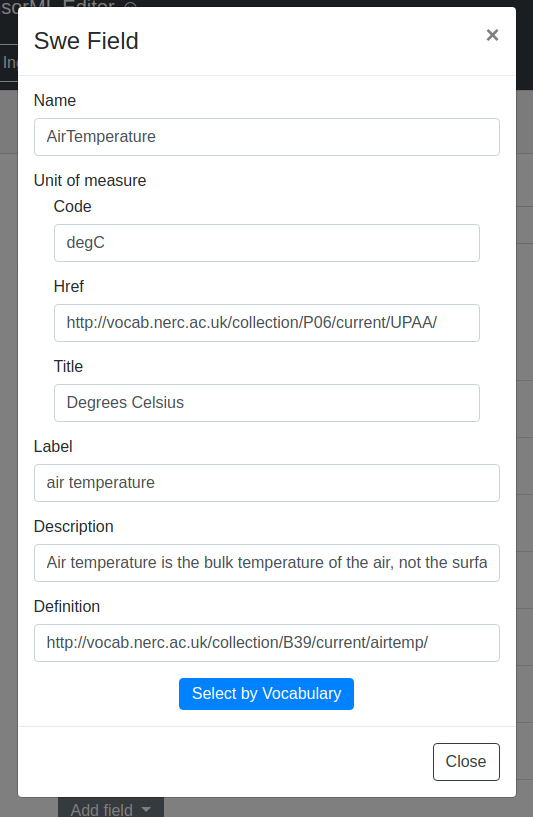 Swe Field
×
Name
AirTemperature
Unit of measure
Code
degC
Href
http://vocab.nerc.ac.uk/collection/P06/current/UPAA/
Title
Degrees Celsius
Label
air temperature
Description
Air temperature is the bulk temperature of the air, not the surfa
Definition
http://vocab.nerc.ac.uk/collection/B39/current/airtemp/
Select by Vocabulary
Close
Add field